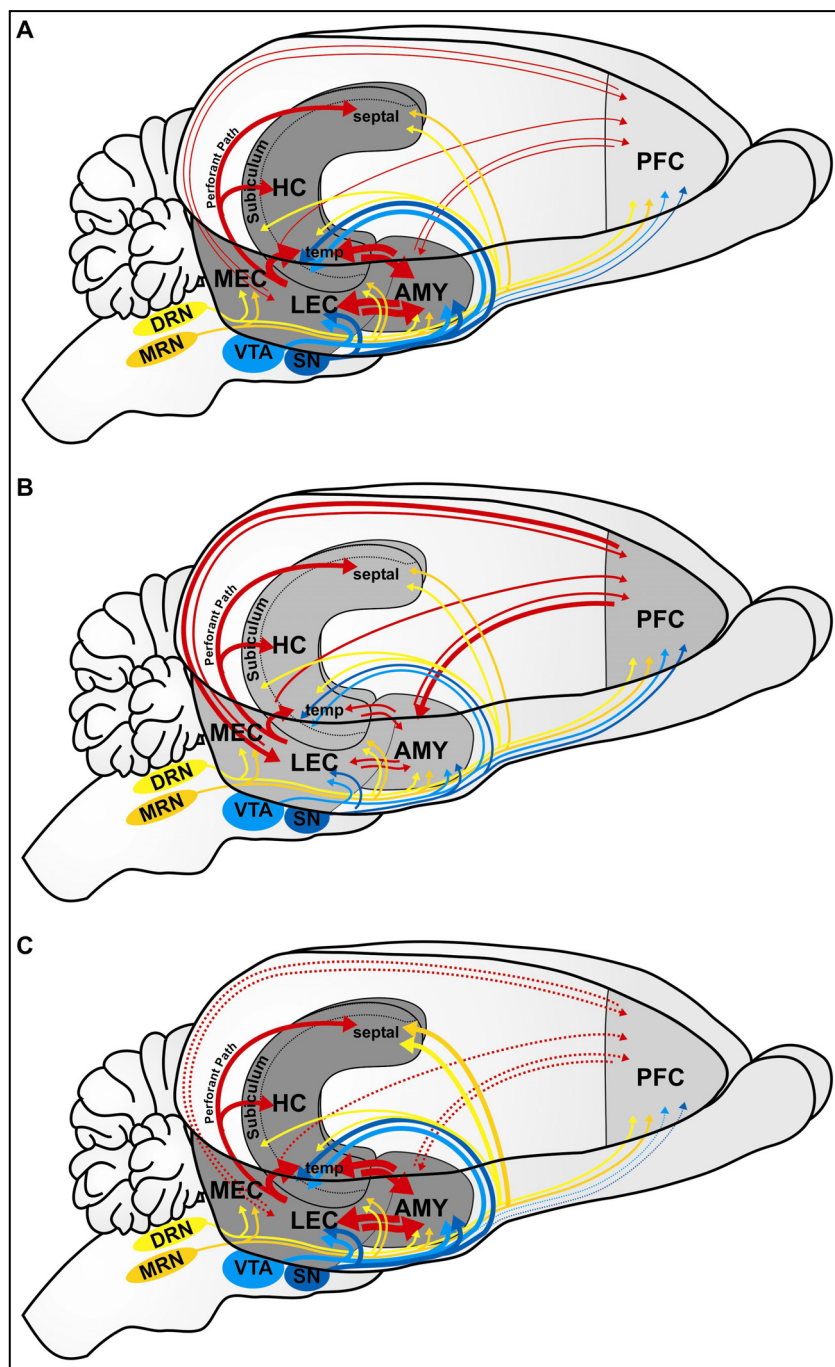 A
septal
Perforant Path
Subiculum
HC
PFC
temp
MEC
LEC
AMY
DRN
MRN
VTA
SN
B
septal
Perforant Path
Subiculum
HC
PFC
temp
MEC
LEC
AMY
DRN
MRN
VTA
SN
C
septal
Perforant Path
Subiculum
HC
PFC
temp
MEC
LEC
AMY
DRN
MRN
VTA
SN